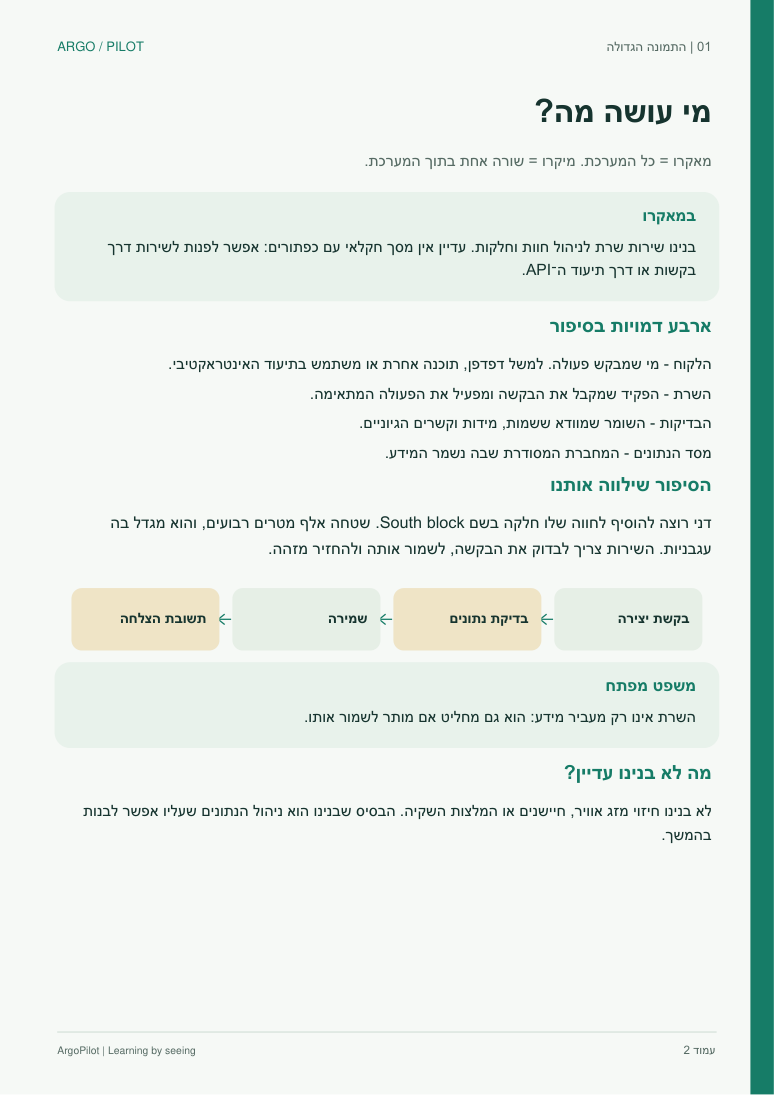 01 | התמונה הגדולה
ARGO / PILOT
מי עושה מה?
מאקרו = כל המערכת. מיקרו = שורה אחת בתוך המערכת.
במאקרו
בנינו שירות שרת לניהול חוות וחלקות. עדיין אין מסך חקלאי עם כפתורים: אפשר לפנות לשירות דרך
בקשות או דרך תיעוד ה־API.
ארבע דמויות בסיפור
הלקוח - מי שמבקש פעולה. למשל דפדפן, תוכנה אחרת או משתמש בתיעוד האינטראקטיבי.
השרת - הפקיד שמקבל את הבקשה ומפעיל את הפעולה המתאימה.
הבדיקות - השומר שמוודא ששמות, מידות וקשרים הגיוניים.
מסד הנתונים - המחברת המסודרת שבה נשמר המידע.
הסיפור שילווה אותנו
דני רוצה להוסיף לחווה שלו חלקה בשם South block. שטחה אלף מטרים רבועים, והוא מגדל בה
עגבניות. השירות צריך לבדוק את הבקשה, לשמור אותה ולהחזיר מזהה.
בקשת יצירה ← בדיקת נתונים ← שמירה ← תשובת הצלחה
משפט מפתח
השרת אינו רק מעביר מידע: הוא גם מחליט אם מותר לשמור אותו.
מה לא בנינו עדיין?
לא בנינו חיזוי מזג אוויר, חיישנים או המלצות השקיה. הבסיס שבנינו הוא ניהול הנתונים שעליו אפשר לבנות
בהמשך.
עמוד 2
ArgoPilot | Learning by seeing